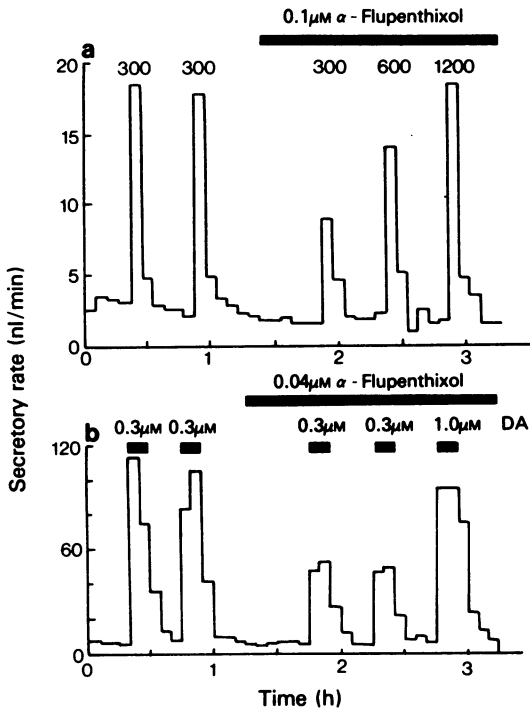 0.1μM α - Flupenthixol
a
20
300
300
300
600
1200
15
10
5
0
0
1
2
3
0.04μM α - Flupenthixol
b
0.3μM
0.3μM
0.3μM
0.3μM
1.0μM
DA
120
60
0
0
1
2
3
Secretory rate (nl/min)
Time (h)